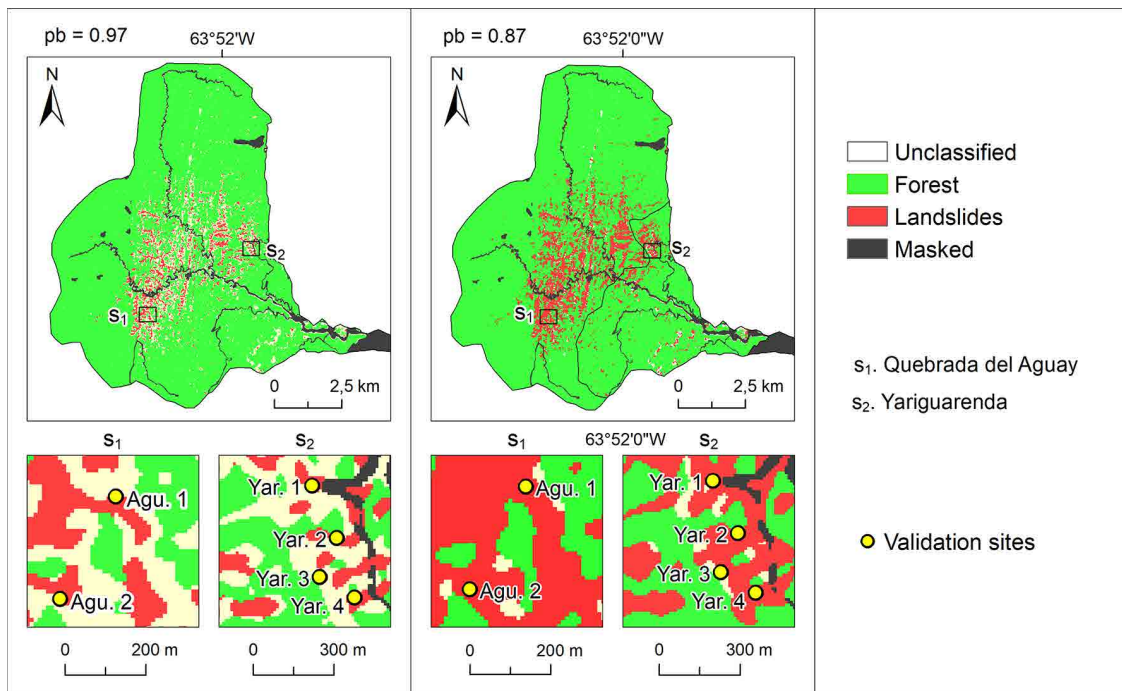 pb = 0.97
63°52'W
N
s₂
s₁
0 2,5 km
s₁
s₂
Agu. 1
Agu. 2
Yar. 1
Yar. 2
Yar. 3
Yar. 4
0 200 m
0 300 m
pb = 0.87
63°52'0"W
N
s₂
s₁
0 2,5 km
s₁
63°52'0"W
s₂
Agu. 1
Agu. 2
Yar. 1
Yar. 2
Yar. 3
Yar. 4
0 200 m
0 300 m
Unclassified
Forest
Landslides
Masked
s₁. Quebrada del Aguay
s₂. Yariguarenda
Validation sites